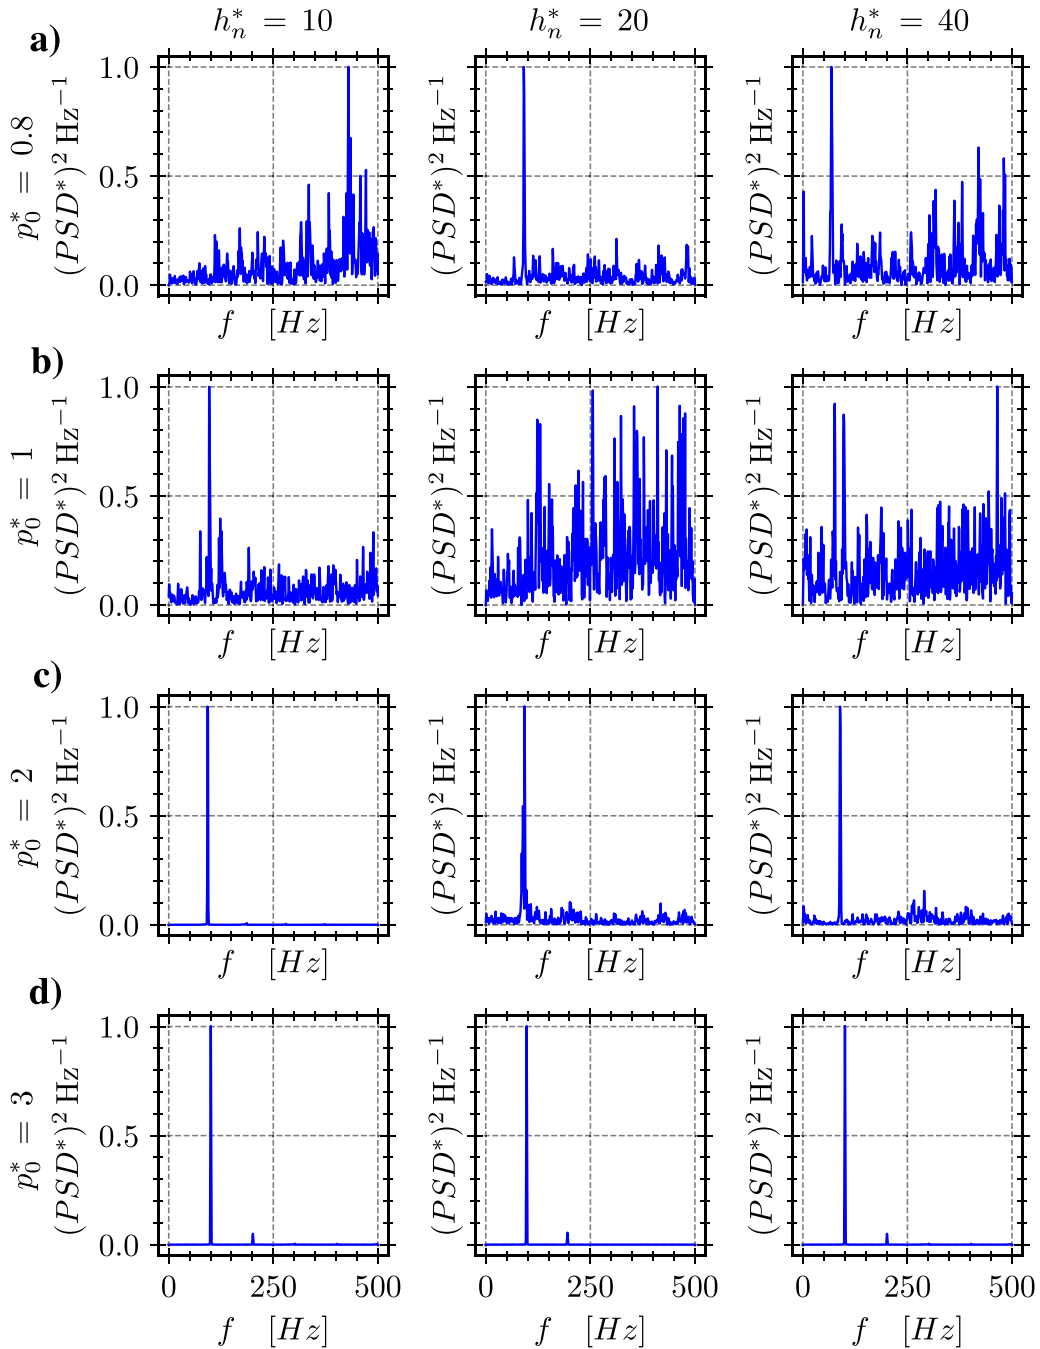 h*n = 10 h*n = 20 h*n = 40
a)
p*0 = 0.8
(PSD*)² Hz⁻¹ (PSD*)² Hz⁻¹ (PSD*)² Hz⁻¹
1.0
0.5
0.0
f [Hz] f [Hz] f [Hz]
b)
p*0 = 1
(PSD*)² Hz⁻¹ (PSD*)² Hz⁻¹ (PSD*)² Hz⁻¹
1.0
0.5
0.0
f [Hz] f [Hz] f [Hz]
c)
p*0 = 2
(PSD*)² Hz⁻¹ (PSD*)² Hz⁻¹ (PSD*)² Hz⁻¹
1.0
0.5
0.0
f [Hz] f [Hz] f [Hz]
d)
p*0 = 3
(PSD*)² Hz⁻¹ (PSD*)² Hz⁻¹ (PSD*)² Hz⁻¹
1.0
0.5
0.0
0 250 500 0 250 500 0 250 500
f [Hz] f [Hz] f [Hz]